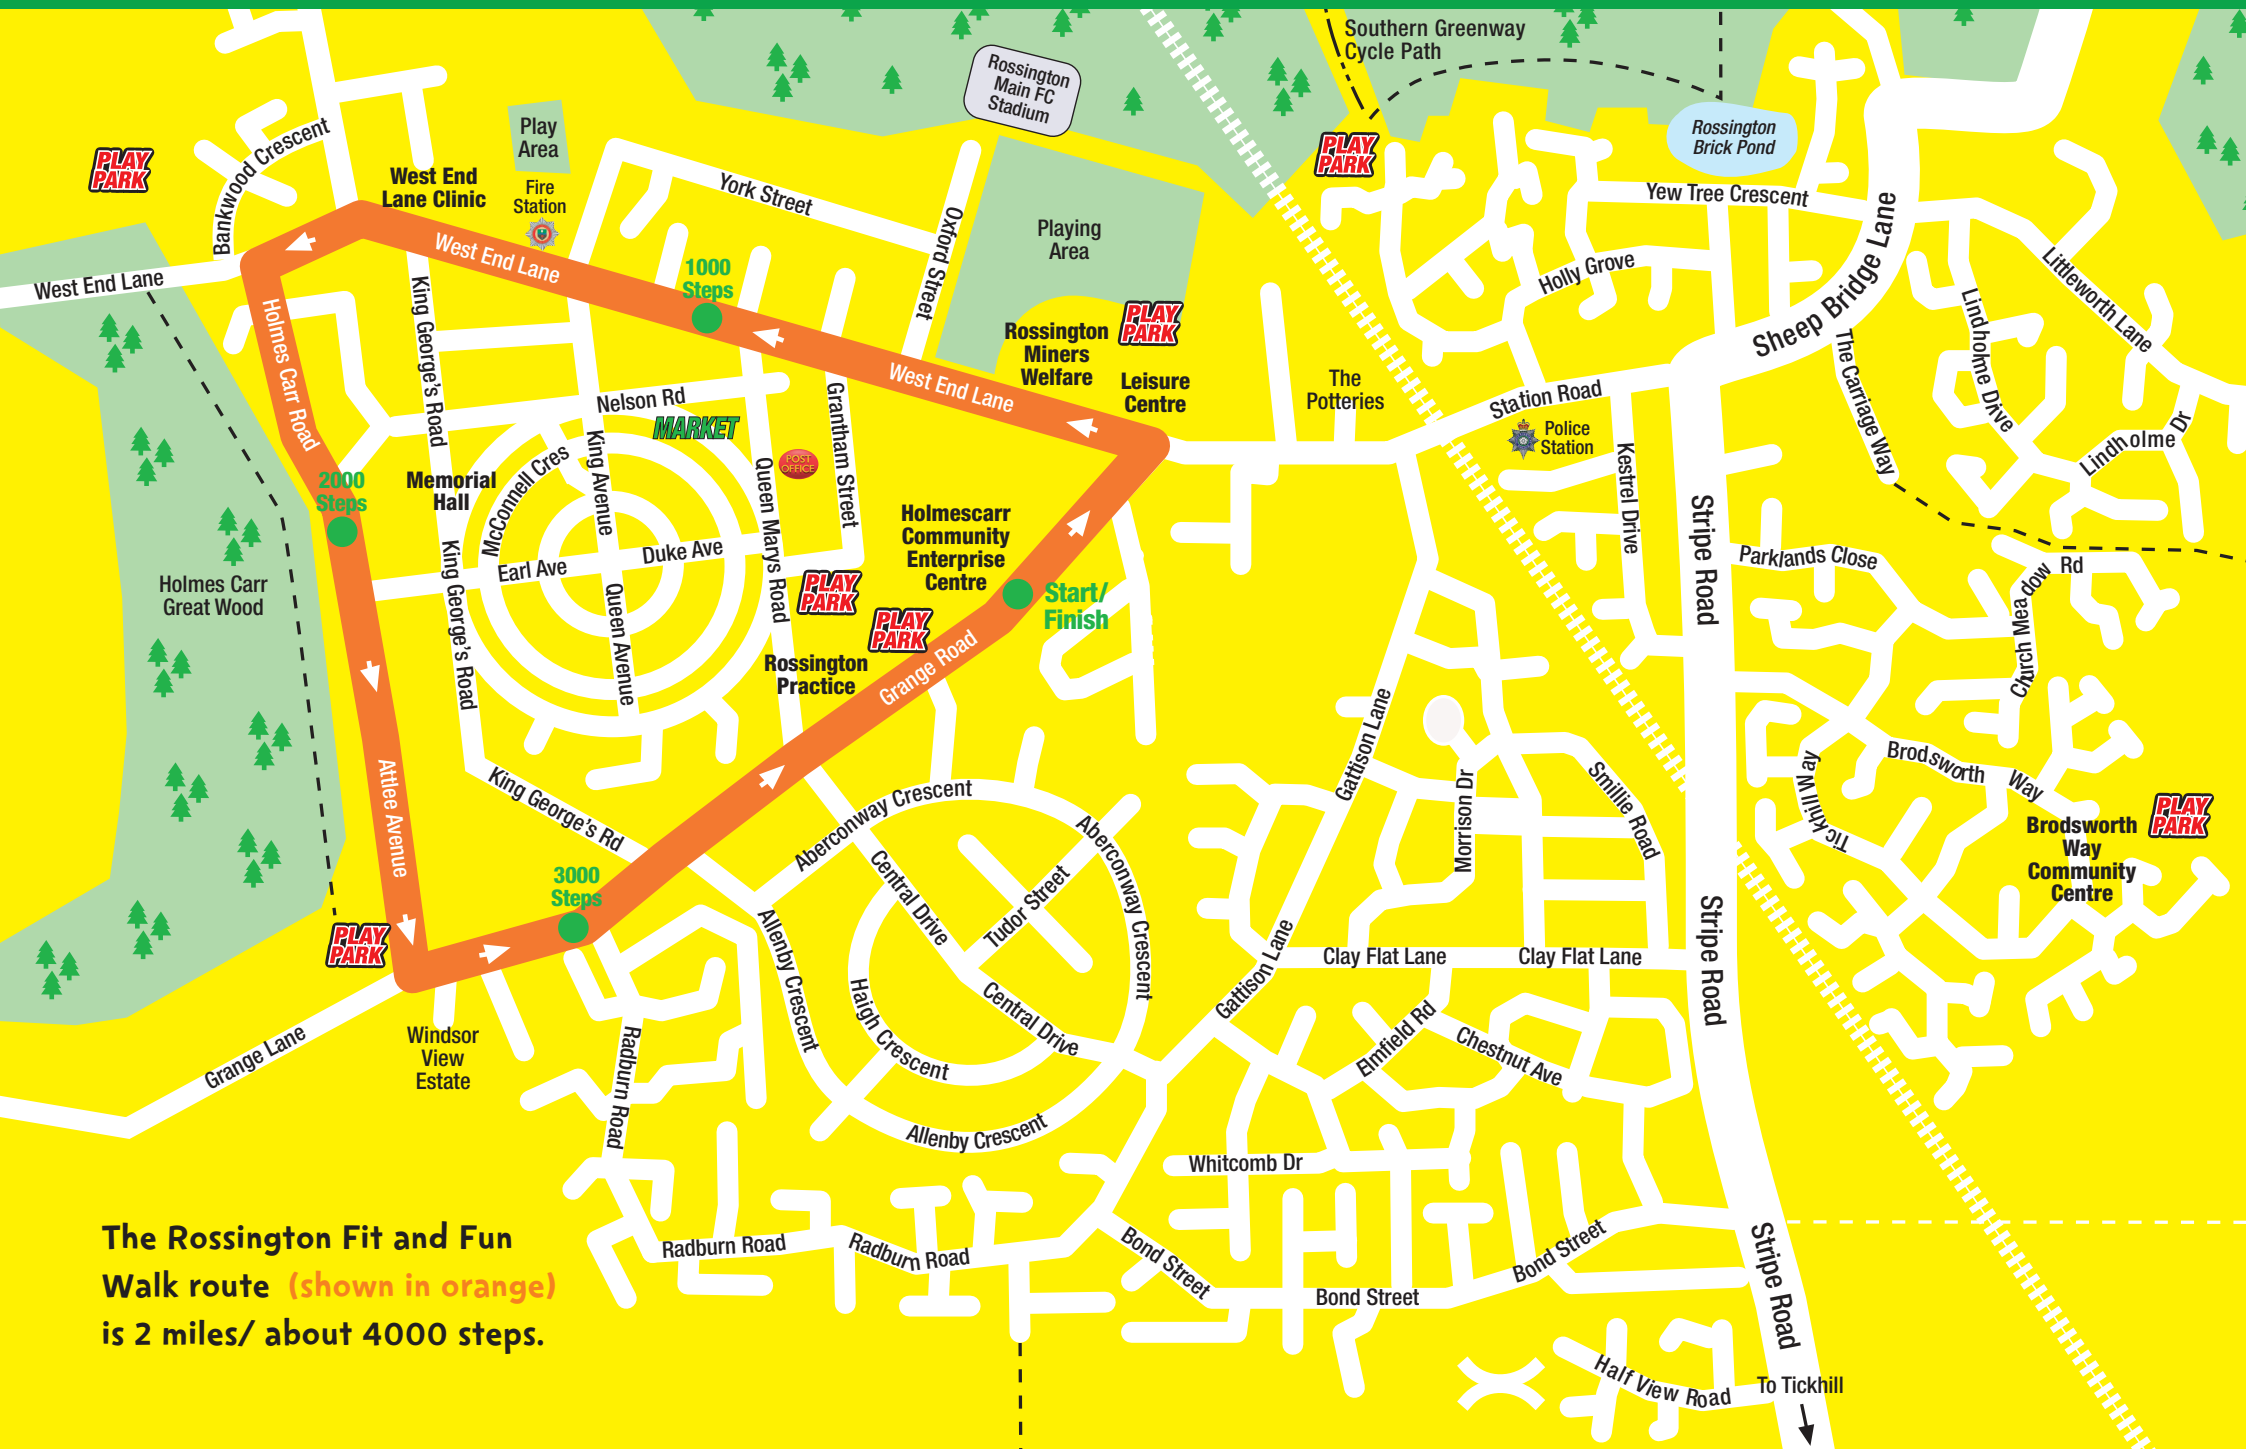 Southern Greenway
Cycle Path
Rossington
Main FC
Stadium
Play
Area
PLAY
PARK
Bankwood Crescent
West End
Lane Clinic
Fire
Station
York Street
Oxford Street
Playing
Area
PLAY
PARK
Rossington
Brick Pond
Yew Tree Crescent
Sheep Bridge Lane
Holly Grove
Littleworth Lane
Lindholme Drive
Lindholme Dr
The Carriage Way
West End Lane
West End Lane
1000
Steps
West End Lane
Rossington
Miners
Welfare
PLAY
PARK
Leisure
Centre
The
Potteries
Station Road
Police
Station
Kestrel Drive
Holmes Carr Road
King George's Road
Nelson Rd
MARKET
Grantham Street
POST
OFFICE
McConnell Cres
King Avenue
Queen Marys Road
Memorial
Hall
2000
Steps
Holmescarr
Community
Enterprise
Centre
Start/
Finish
Earl Ave
Duke Ave
Queen Avenue
King George's Road
PLAY
PARK
PLAY
PARK
Rossington
Practice
Grange Road
Holmes Carr
Great Wood
Stripe Road
Parklands Close
Church Meadow Rd
Gattison Lane
Smillie Road
Morrison Dr
Brodsworth Way
Tickhill Way
Brodsworth
Way
Community
Centre
PLAY
PARK
Attlee Avenue
King George's Rd
3000
Steps
PLAY
PARK
Aberconway Crescent
Aberconway Crescent
Central Drive
Tudor Street
Allenby Crescent
Haigh Crescent
Central Drive
Gattison Lane
Clay Flat Lane
Clay Flat Lane
Stripe Road
Elmfield Rd
Chestnut Ave
Windsor
View
Estate
Grange Lane
Radburn Road
Allenby Crescent
Whitcomb Dr
Radburn Road
Radburn Road
Bond Street
Bond Street
Bond Street
Stripe Road
Half View Road
To Tickhill
The Rossington Fit and Fun
Walk route (shown in orange)
is 2 miles/ about 4000 steps.